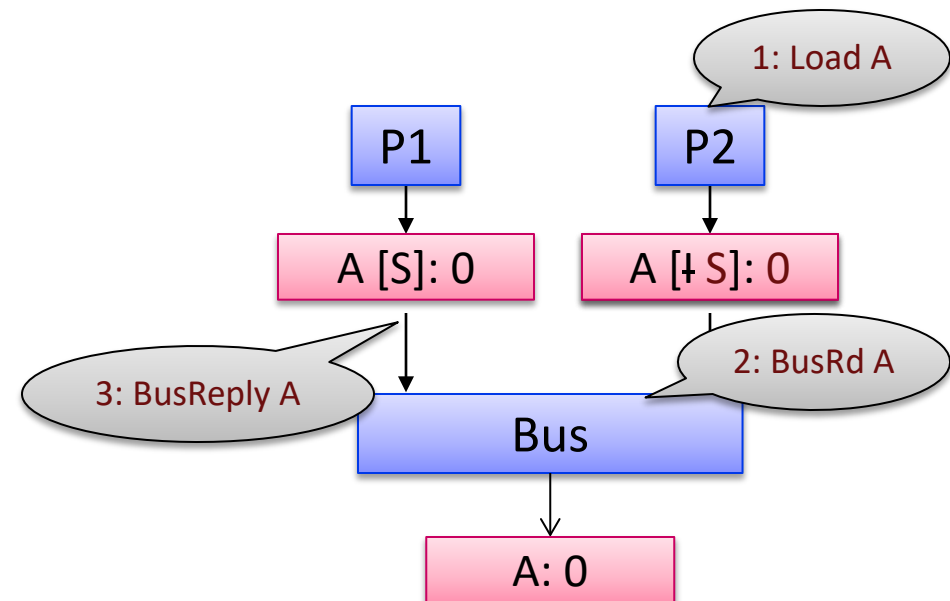 1: Load A
P1
P2
A [S]: 0
A [I S]: 0
2: BusRd A
3: BusReply A
Bus
A: 0